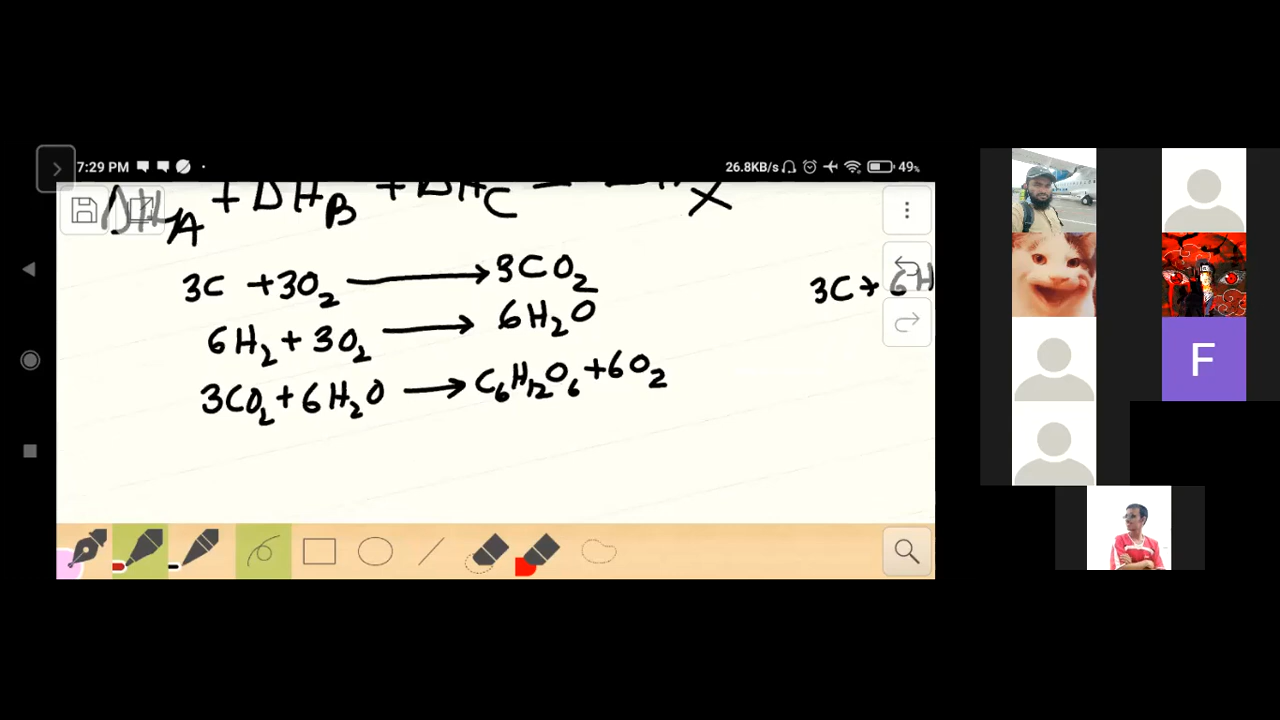 7:29 PM
26.8KB/s 49%
ΔH_A + ΔH_B + ΔH_C = X
3C + 3O₂ → 3CO₂
3C + 6H
6H₂ + 3O₂ → 6H₂O
3CO₂ + 6H₂O → C₆H₁₂O₆ + 6O₂
F